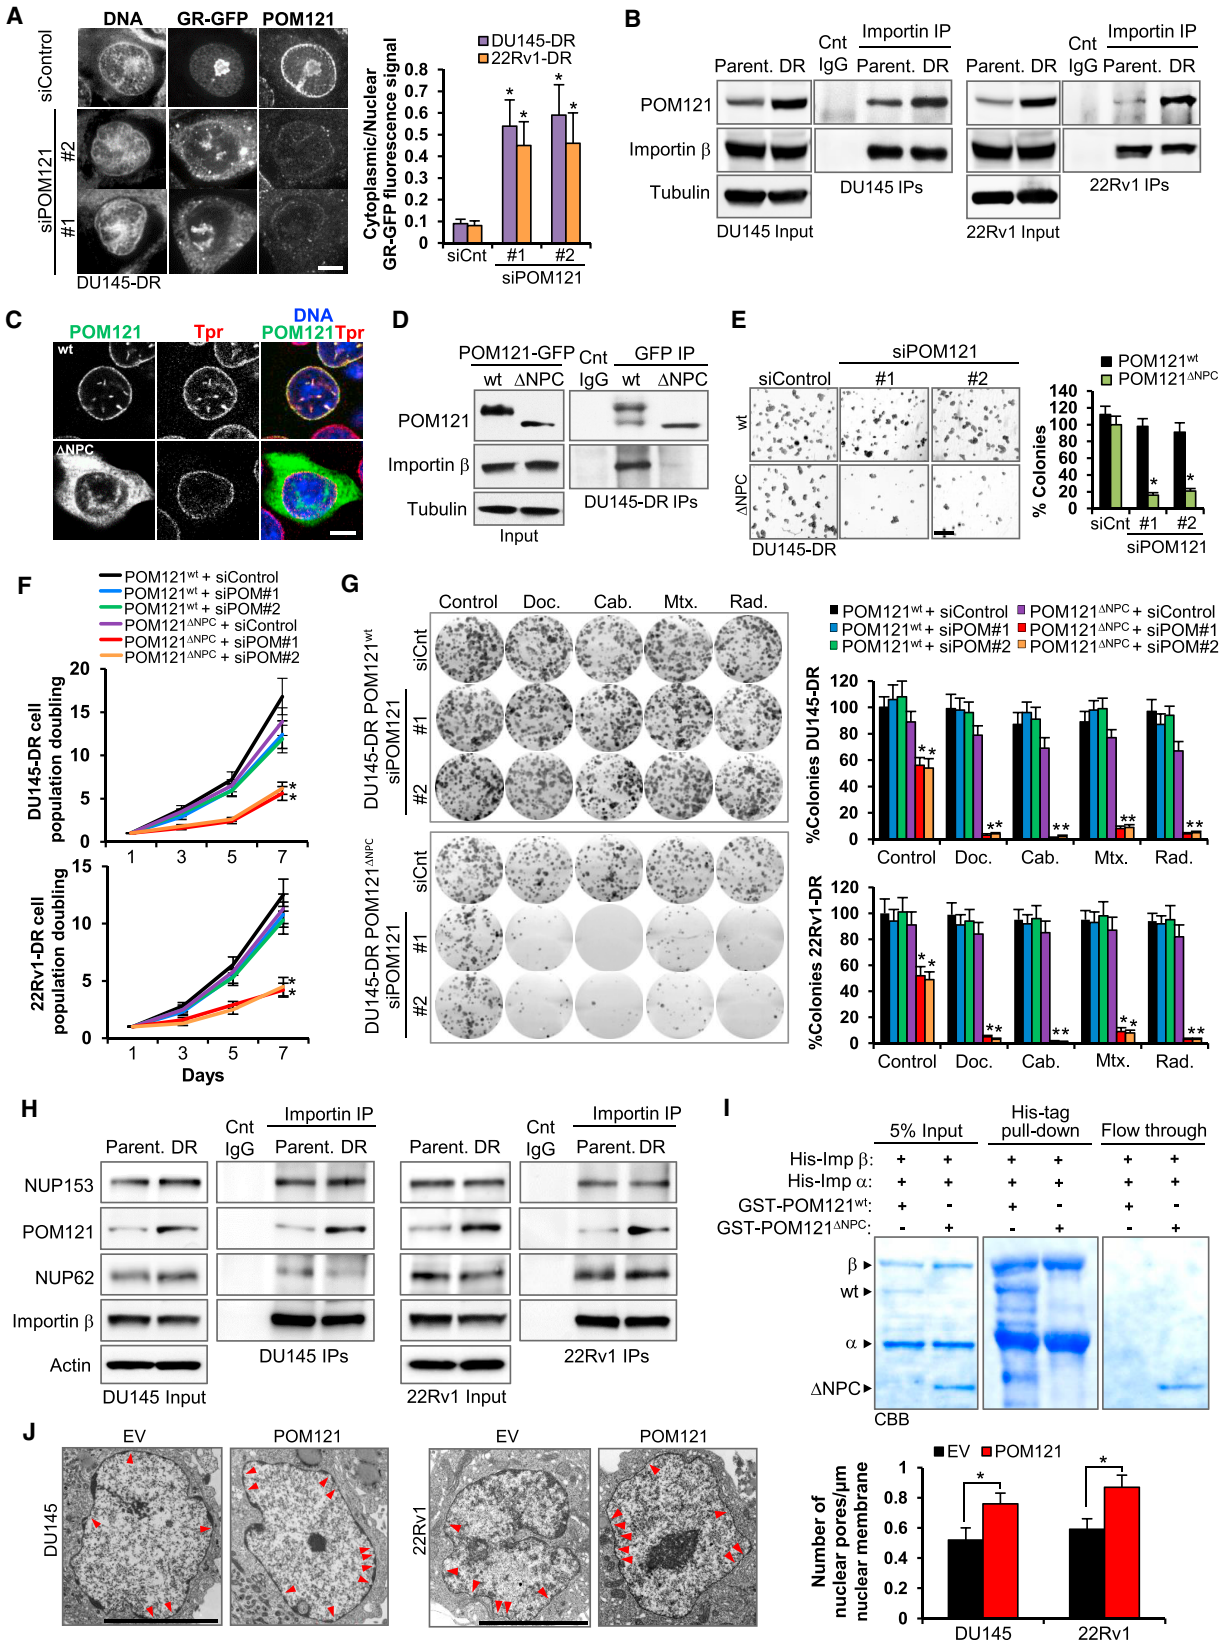 A
DNA GR-GFP POM121
siControl
siPOM121
#2
#1
DU145-DR
DU145-DR
22Rv1-DR
Cytoplasmic/Nuclear
GR-GFP fluorescence signal
0.8
0.7
0.6
0.5
0.4
0.3
0.2
0.1
0
* * * *
siCnt #1 #2
siPOM121
B
Parent. DR
Cnt IgG
Importin IP
Parent. DR
Parent. DR
Cnt IgG
Importin IP
Parent. DR
POM121
Importin β
Tubulin
DU145 Input
DU145 IPs
22Rv1 Input
22Rv1 IPs
C
POM121 Tpr
DNA
POM121 Tpr
wt
ΔNPC
D
POM121-GFP
wt ΔNPC
Cnt
IgG
GFP IP
wt ΔNPC
POM121
Importin β
Tubulin
Input
DU145-DR IPs
E
siPOM121
siControl #1 #2
wt
ΔNPC
DU145-DR
POM121wt
POM121ΔNPC
% Colonies
140
120
100
80
60
40
20
0
* *
siCnt #1 #2
siPOM121
F
POM121wt + siControl
POM121wt + siPOM#1
POM121wt + siPOM#2
POM121ΔNPC + siControl
POM121ΔNPC + siPOM#1
POM121ΔNPC + siPOM#2
DU145-DR cell
population doubling
20
15
10
5
0
*
*
1 3 5 7
22Rv1-DR cell
population doubling
15
10
5
0
*
*
1 3 5 7
Days
G
Control Doc. Cab. Mtx. Rad.
DU145-DR POM121wt
siPOM121
siCnt
#1
#2
DU145-DR POM121ΔNPC
siPOM121
siCnt
#1
#2
POM121wt + siControl
POM121wt + siPOM#1
POM121wt + siPOM#2
POM121ΔNPC + siControl
POM121ΔNPC + siPOM#1
POM121ΔNPC + siPOM#2
%Colonies DU145-DR
120
100
80
60
40
20
0
* * ** ** ** **
Control Doc. Cab. Mtx. Rad.
%Colonies 22Rv1-DR
120
100
80
60
40
20
0
* * ** ** ** **
Control Doc. Cab. Mtx. Rad.
H
Parent. DR
Cnt
IgG
Importin IP
Parent. DR
Parent. DR
Cnt
IgG
Importin IP
Parent. DR
NUP153
POM121
NUP62
Importin β
Actin
DU145 Input
DU145 IPs
22Rv1 Input
22Rv1 IPs
I
5% Input
His-tag
pull-down
Flow through
His-Imp β: + + + + + +
His-Imp α: + + + + + +
GST-POM121wt: + - + - + -
GST-POM121ΔNPC: - + - + - +
β
wt
α
ΔNPC
CBB
J
EV POM121
DU145
EV POM121
22Rv1
EV POM121
Number of
nuclear pores/μm
nuclear membrane
1
0.8
0.6
0.4
0.2
0
* *
DU145 22Rv1